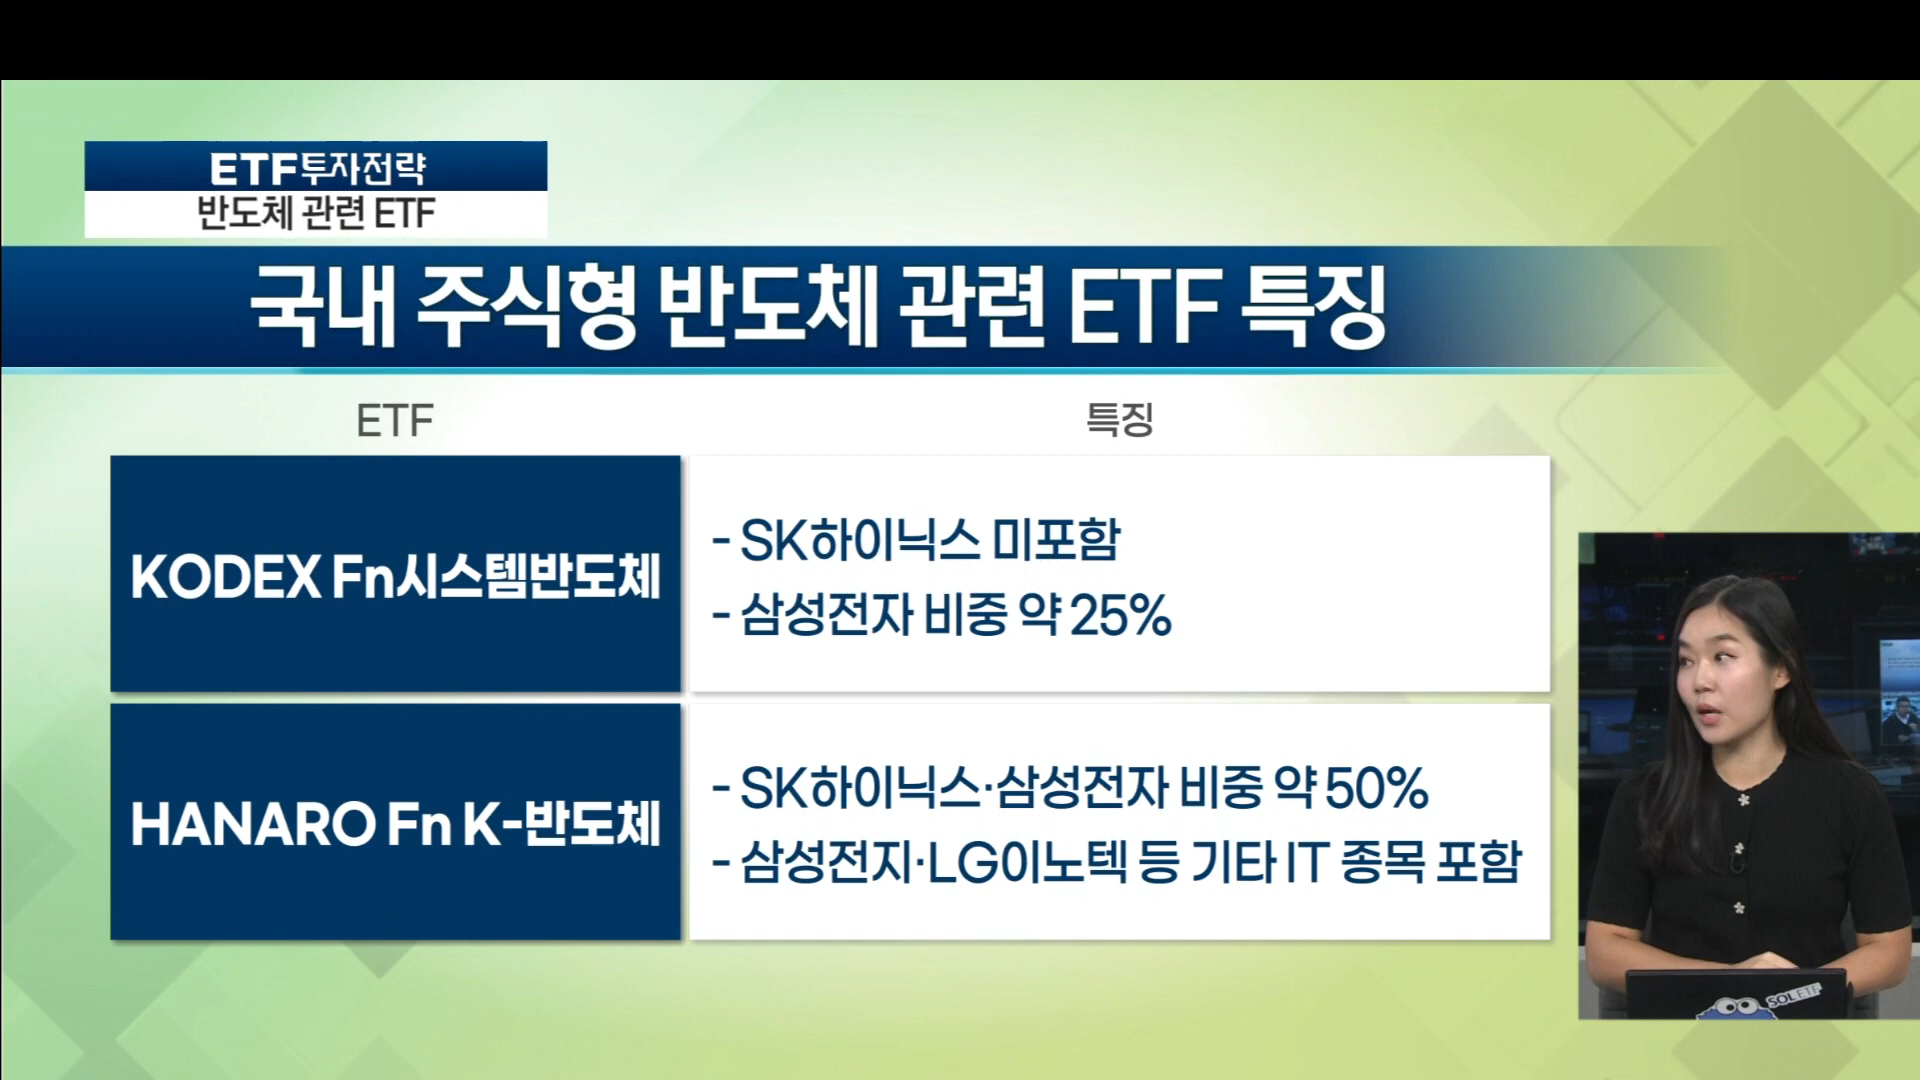 ETF투자전략
반도체 관련 ETF
국내 주식형 반도체 관련 ETF 특징
ETF
특징
KODEX Fn시스템반도체
- SK하이닉스 미포함
- 삼성전자 비중 약 25%
HANARO Fn K-반도체
- SK하이닉스·삼성전자 비중 약 50%
- 삼성전지·LG이노텍 등 기타 IT 종목 포함
SOL ETF